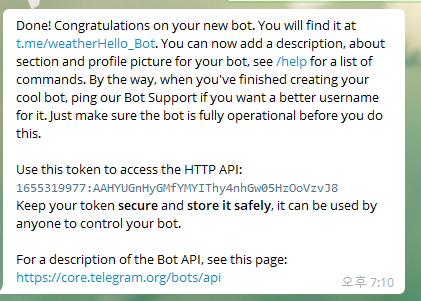 Done! Congratulations on your new bot. You will find it at
t.me/weatherHello_Bot. You can now add a description, about
section and profile picture for your bot, see /help for a list of
commands. By the way, when you've finished creating your
cool bot, ping our Bot Support if you want a better username
for it. Just make sure the bot is fully operational before you do
this.
Use this token to access the HTTP API:
1655319977:AAHYUGnHyGMfYMYIThy4nhGw05HzOoVzvJ8
Keep your token secure and store it safely, it can be used by
anyone to control your bot.
For a description of the Bot API, see this page:
https://core.telegram.org/bots/api
오후 7:10